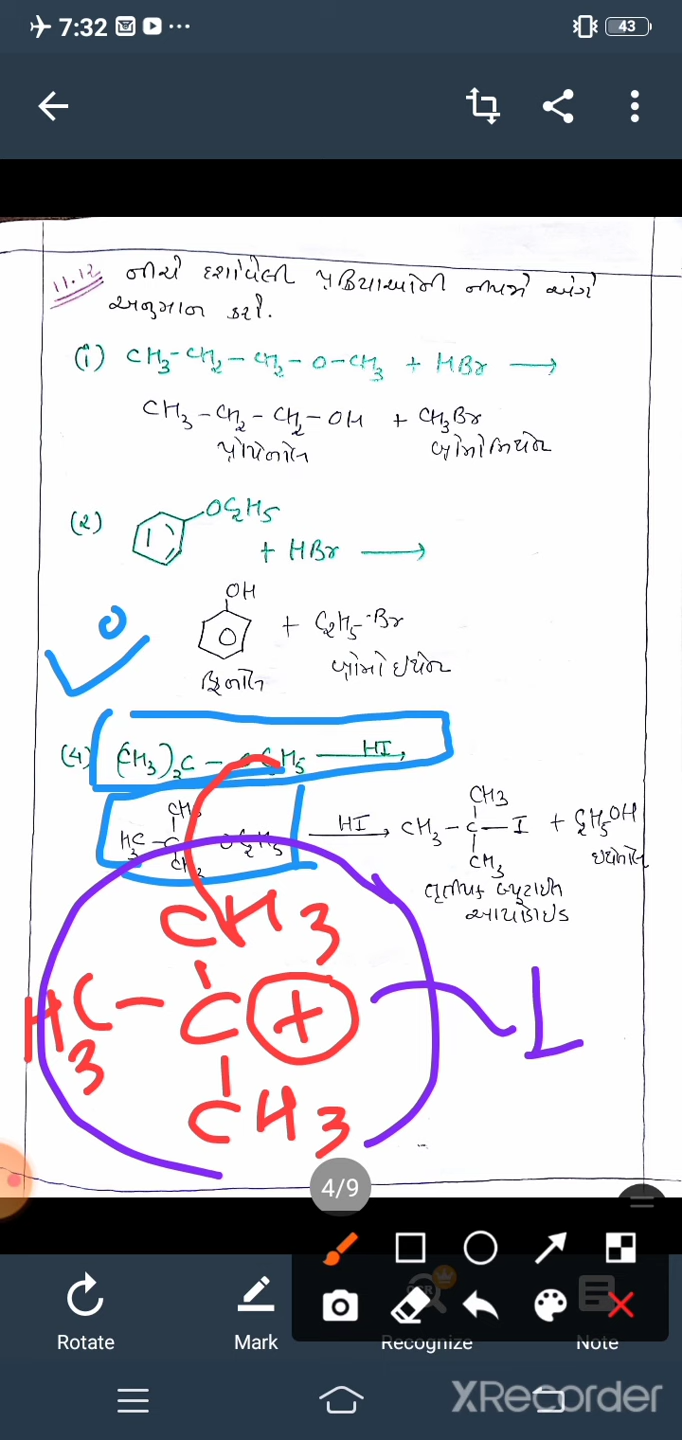 7:32
43
11.12 નીચે દર્શાવેલી પ્રક્રિયાઓની નીપજો અંગે
અનુમાન કરો.
(i) CH₃-CH₂-CH₂-O-CH₃ + HBr ⟶
CH₃-CH₂-CH₂-OH + CH₃Br
પ્રોપેનોલ બ્રોમોમિથેન
(૨) OC₂H₅
+ HBr ⟶
OH
+ C₂H₅-Br
ફિનોલ બ્રોમોઇથેન
(4) (CH₃)₃C - OC₂H₅ HI
CH₃ CH₃
H₃C - C OC₂H₅ HI CH₃-C-I + C₂H₅OH
CH₃ CH₃ ઇથેનોલ
તૃતીયક બ્યુટાઇલ
આયોડાઇડ
CH3
H3C-C + I
CH3
4/9
Rotate
Mark
Recognize
Note
XRecorder